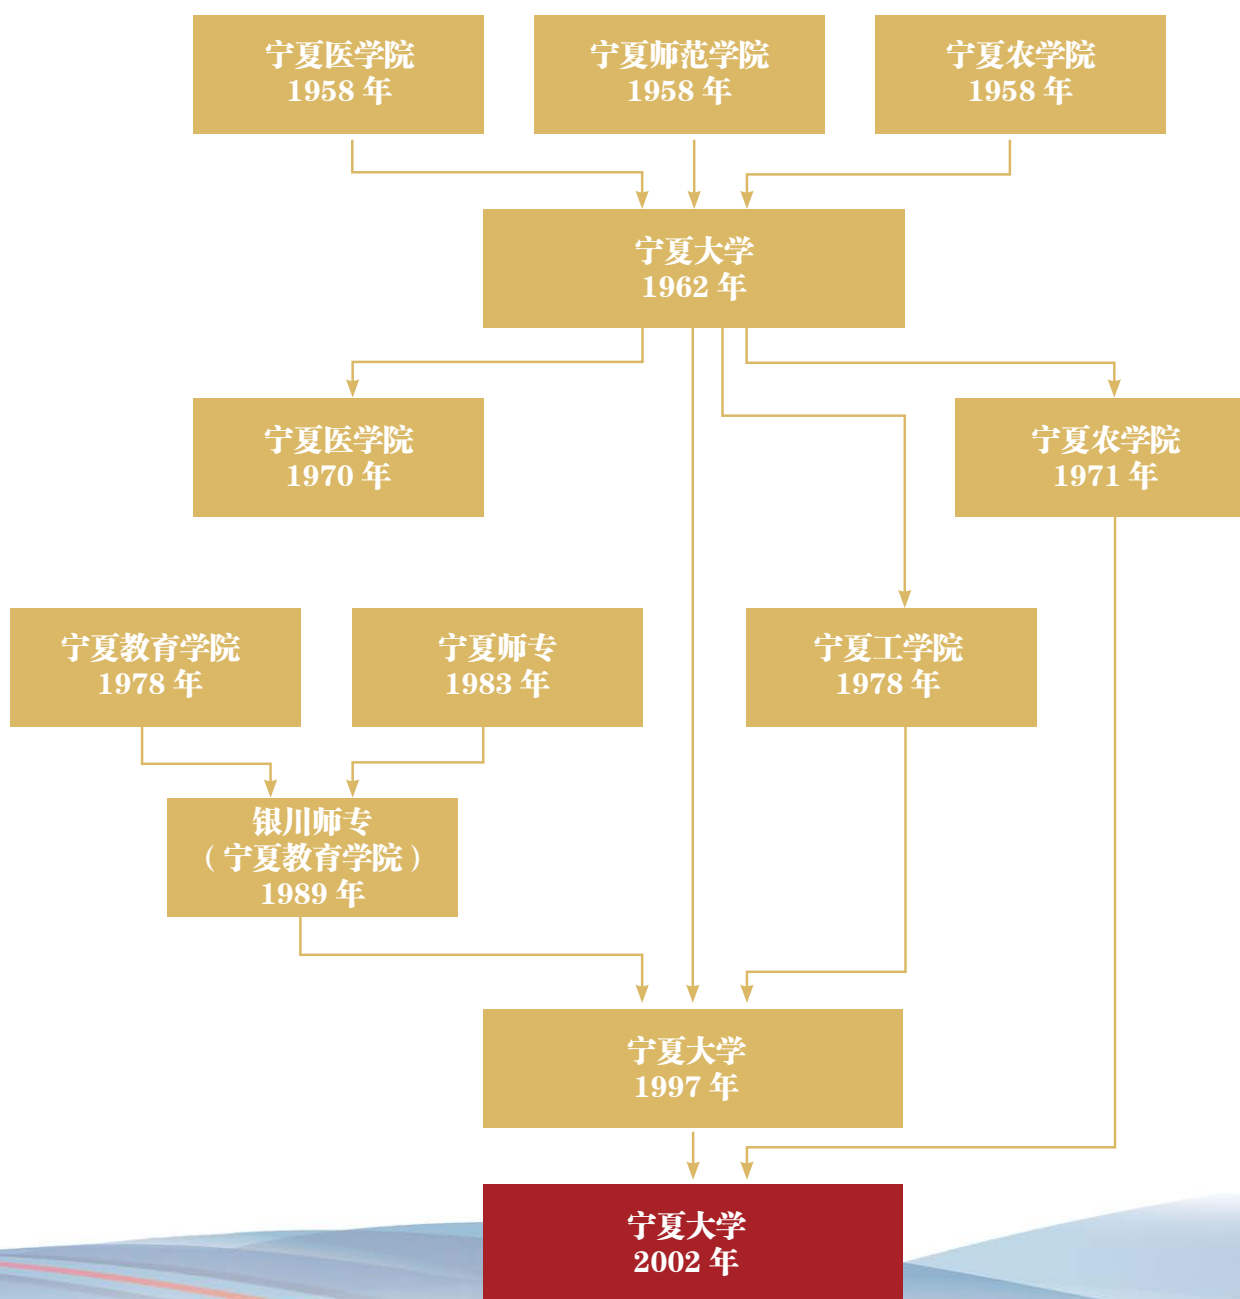 宁夏医学院
1958 年
宁夏师范学院
1958 年
宁夏农学院
1958 年
宁夏大学
1962 年
宁夏医学院
1970 年
宁夏农学院
1971 年
宁夏教育学院
1978 年
宁夏师专
1983 年
宁夏工学院
1978 年
银川师专
（宁夏教育学院）
1989 年
宁夏大学
1997 年
宁夏大学
2002 年